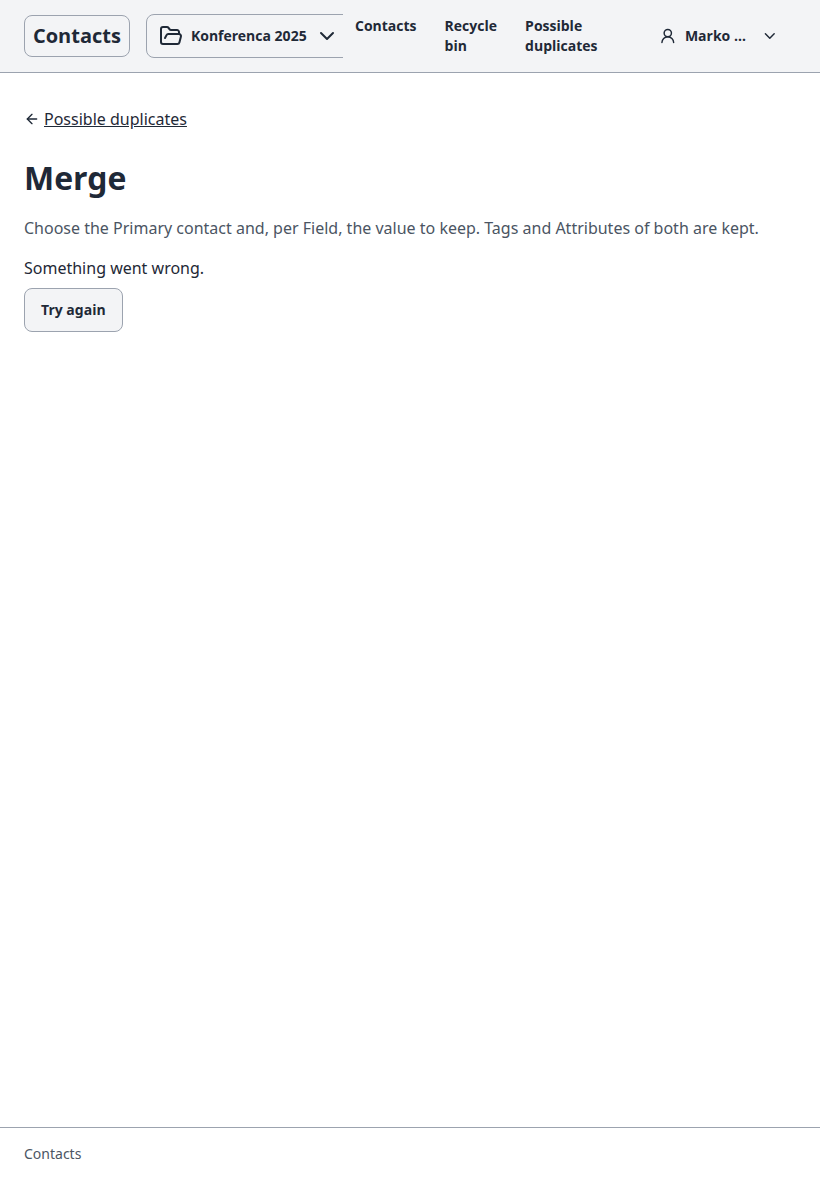 Contacts
Konferenca 2025
Contacts
Recycle
bin
Possible
duplicates
Marko ...
Possible duplicates
Merge
Choose the Primary contact and, per Field, the value to keep. Tags and Attributes of both are kept.
Something went wrong.
Try again
Contacts